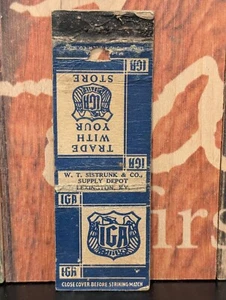 IGA
TRADE
WITH
YOUR
STORE
IGA
IGA
W. T. SISTRUNK & CO.,
SUPPLY DEPOT
LEXINGTON, KY.
IGA
IGA
IGA
CLOSE COVER BEFORE STRIKING MATCH
irs